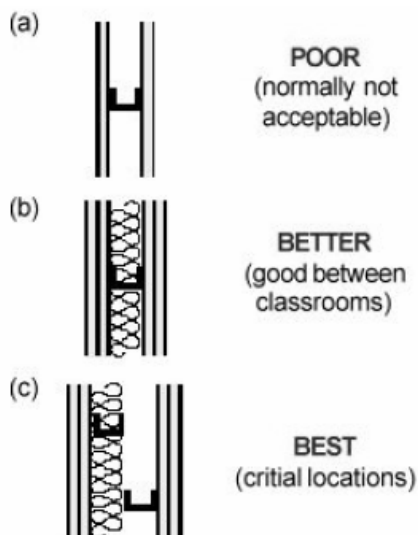 (a)
POOR
(normally not
acceptable)
(b)
BETTER
(good between
classrooms)
(c)
BEST
(critial locations)